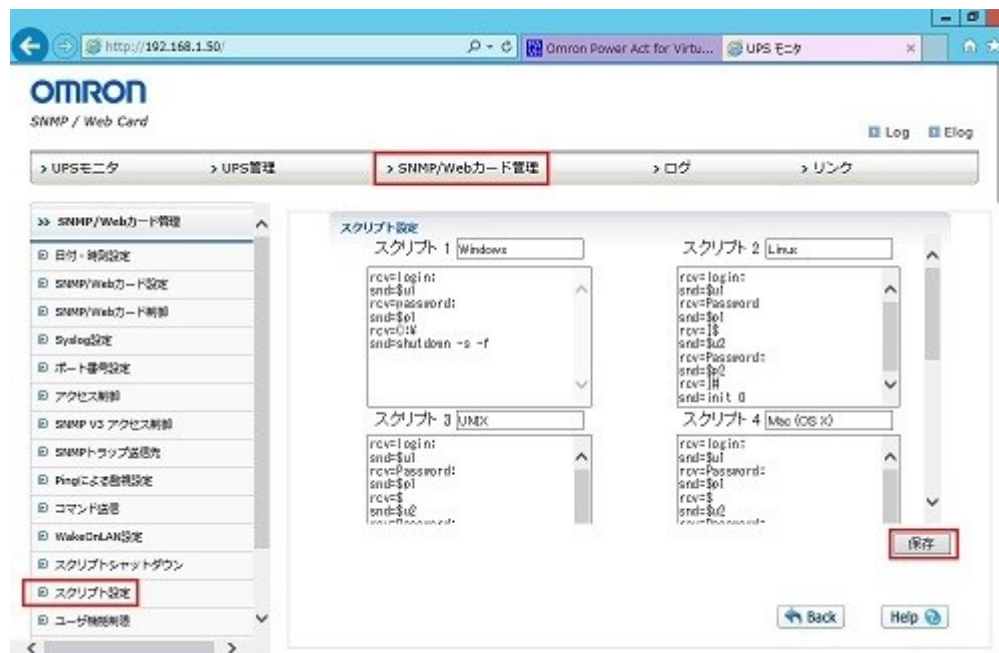 http://192.168.1.50/
Omron Power Act for Virtu...
UPS モニタ
OMRON
SNMP / Web Card
Log
Elog
UPSモニタ
UPS管理
SNMP/Webカード管理
ログ
リンク
SNMP/Webカード管理
日付・時刻設定
SNMP/Webカード設定
SNMP/Webカード制御
Syslog設定
ポート番号設定
アクセス制御
SNMP V3 アクセス制御
SNMPトラップ送信先
Pingによる監視設定
コマンド送信
WakeOnLAN設定
スクリプトシャットダウン
スクリプト設定
ユーザ機能制限
スクリプト設定
スクリプト 1 Windows
rcv=login:
snd=$u1
rcv=password:
snd=$p1
rcv=C:¥
snd=shutdown -s -f
スクリプト 2 Linux
rcv=login:
snd=$u1
rcv=Password
snd=$p1
rcv=]$
snd=$u2
rcv=Password:
snd=$p2
rcv=]#
snd=init 0
スクリプト 3 UNIX
rcv=login:
snd=$u1
rcv=Password:
snd=$p1
rcv=$
snd=$u2
スクリプト 4 Mac (OS X)
rcv=login:
snd=$u1
rcv=Password:
snd=$p1
rcv=$
snd=$u2
保存
Back
Help